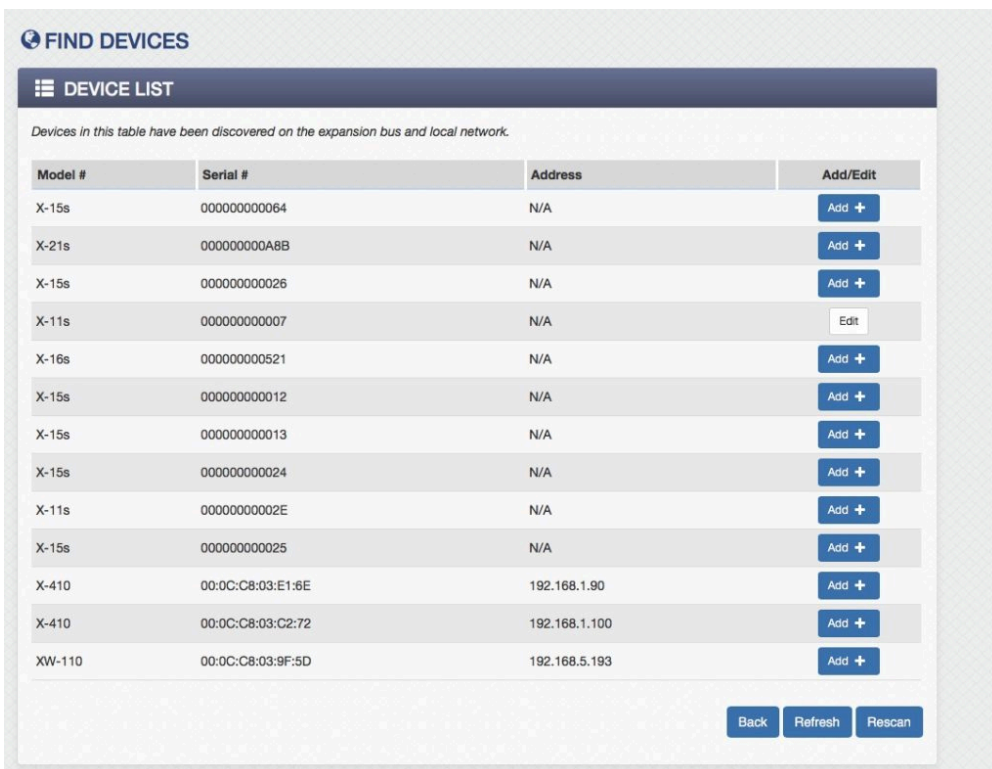 FIND DEVICES
DEVICE LIST
Devices in this table have been discovered on the expansion bus and local network.
Model # Serial # Address Add/Edit
X-15s 000000000064 N/A Add +
X-21s 000000000A8B N/A Add +
X-15s 000000000026 N/A Add +
X-11s 000000000007 N/A Edit
X-16s 000000000521 N/A Add +
X-15s 000000000012 N/A Add +
X-15s 000000000013 N/A Add +
X-15s 000000000024 N/A Add +
X-11s 00000000002E N/A Add +
X-15s 000000000025 N/A Add +
X-410 00:0C:C8:03:E1:6E 192.168.1.90 Add +
X-410 00:0C:C8:03:C2:72 192.168.1.100 Add +
XW-110 00:0C:C8:03:9F:5D 192.168.5.193 Add +
Back Refresh Rescan